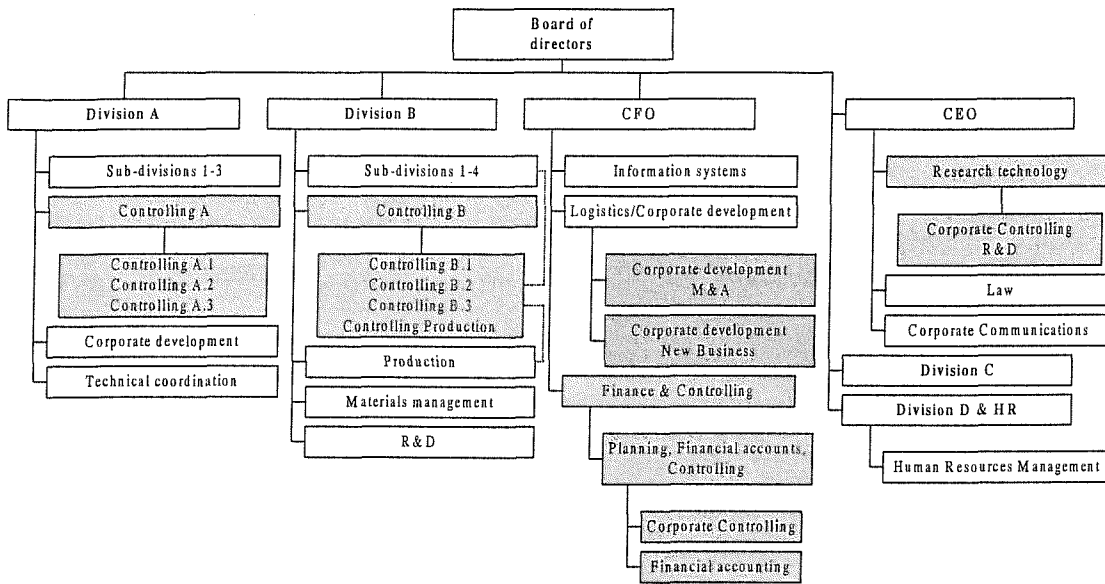 Board of
directors
Division A
Sub-divisions 1-3
Controlling A
Controlling A.1
Controlling A.2
Controlling A.3
Corporate development
Technical coordination
Division B
Sub-divisions 1-4
Controlling B
Controlling B.1
Controlling B.2
Controlling B.3
Controlling Production
Production
Materials management
R&D
CFO
Information systems
Logistics/Corporate development
Corporate development
M&A
Corporate development
New Business
Finance & Controlling
Planning, Financial accounts,
Controlling
Corporate Controlling
Financial accounting
CEO
Research technology
Corporate Controlling
R&D
Law
Corporate Communications
Division C
Division D & HR
Human Resources Management